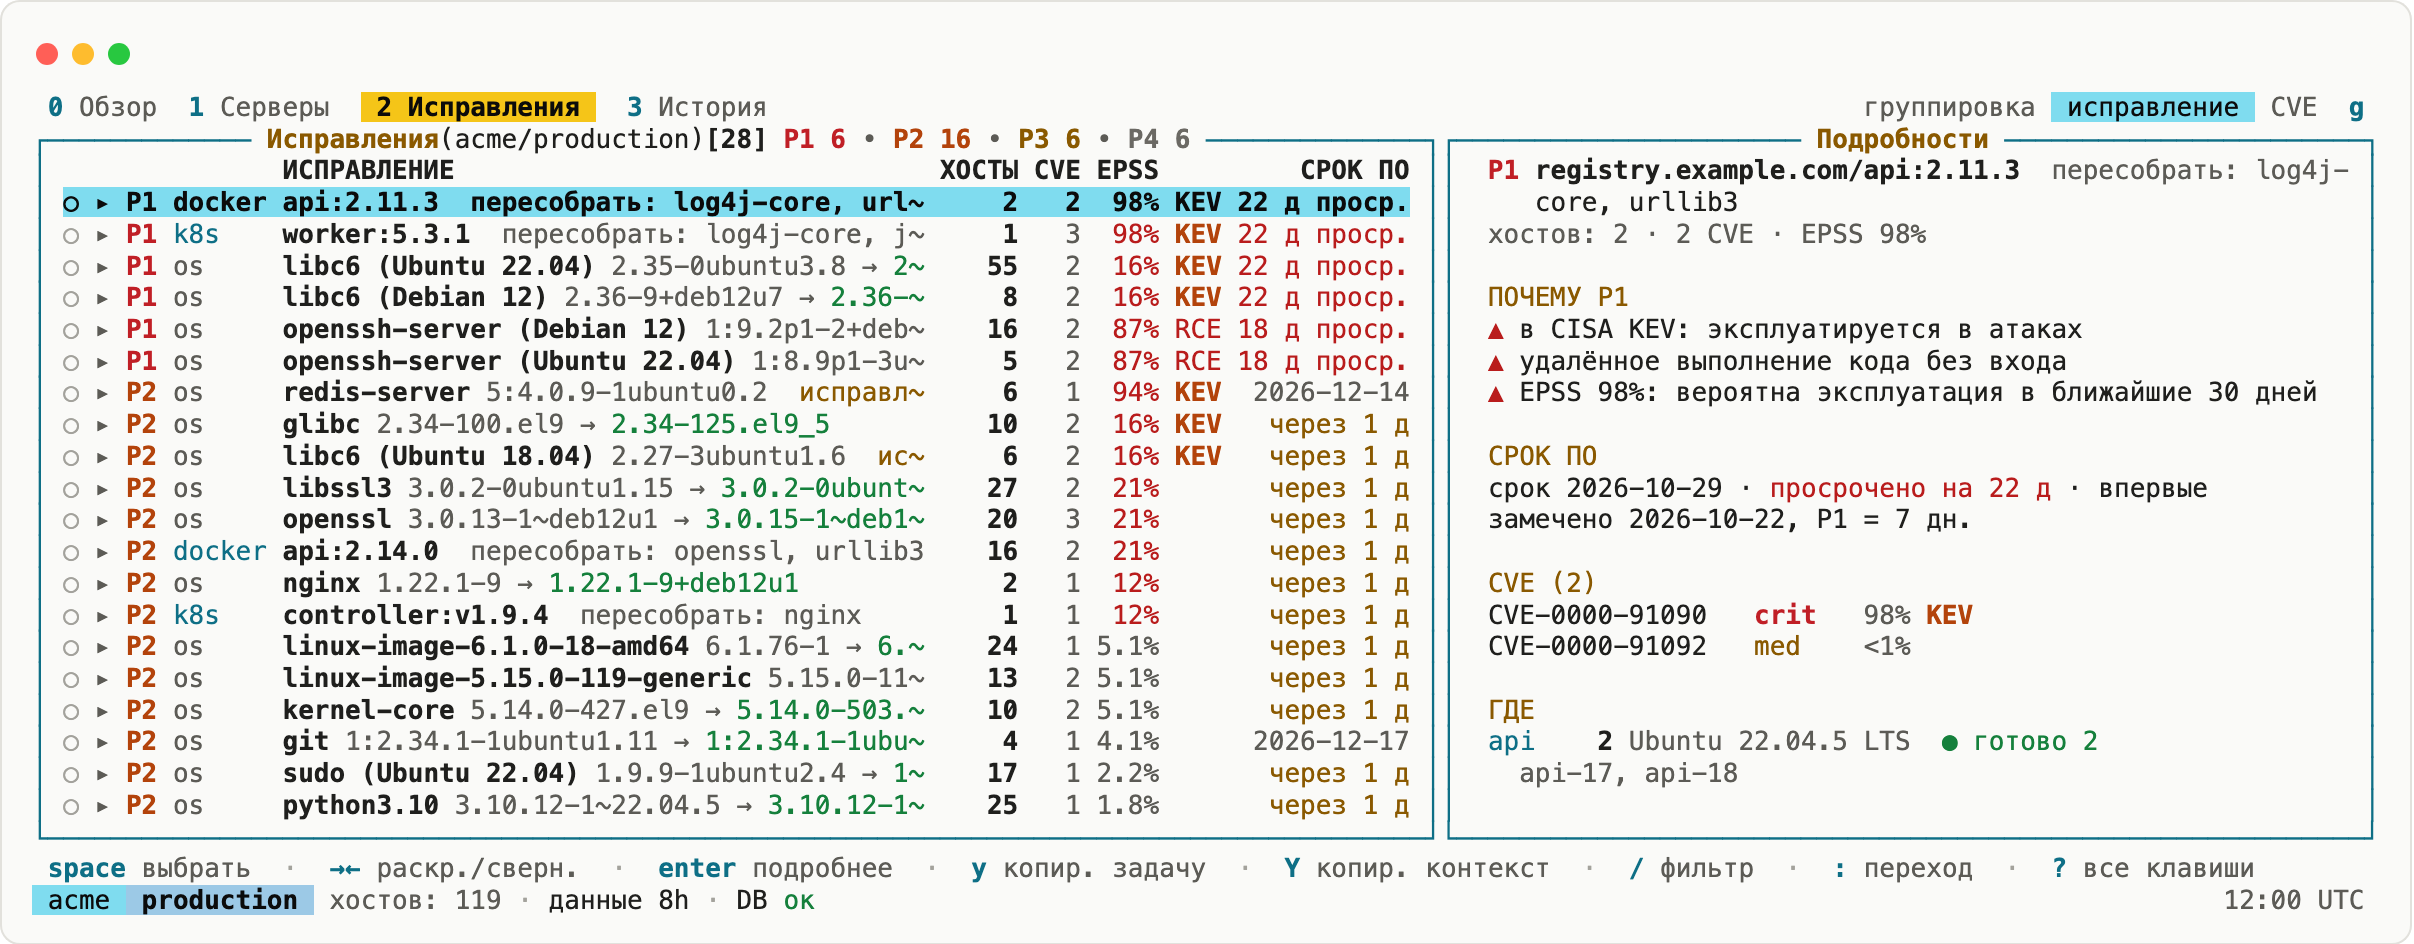 0 Обзор  1 Серверы  2 Исправления  3 История  группировка  исправление  CVE  g
Исправления(acme/production)[28] P1 6 • P2 16 • P3 6 • P4 6
ИСПРАВЛЕНИЕ  ХОСТЫ CVE EPSS  СРОК ПО
○ ▸ P1 docker api:2.11.3  пересобрать: log4j-core, url~  2  2  98% KEV 22 д проср.
○ ▸ P1 k8s  worker:5.3.1  пересобрать: log4j-core, j~  1  3  98% KEV 22 д проср.
○ ▸ P1 os  libc6 (Ubuntu 22.04) 2.35-0ubuntu3.8 → 2~  55  2  16% KEV 22 д проср.
○ ▸ P1 os  libc6 (Debian 12) 2.36-9+deb12u7 → 2.36-~  8  2  16% KEV 22 д проср.
○ ▸ P1 os  openssh-server (Debian 12) 1:9.2p1-2+deb~  16  2  87% RCE 18 д проср.
○ ▸ P1 os  openssh-server (Ubuntu 22.04) 1:8.9p1-3u~  5  2  87% RCE 18 д проср.
○ ▸ P2 os  redis-server 5:4.0.9-1ubuntu0.2  исправл~  6  1  94% KEV  2026-12-14
○ ▸ P2 os  glibc 2.34-100.el9 → 2.34-125.el9_5  10  2  16% KEV  через 1 д
○ ▸ P2 os  libc6 (Ubuntu 18.04) 2.27-3ubuntu1.6  ис~  6  2  16% KEV  через 1 д
○ ▸ P2 os  libssl3 3.0.2-0ubuntu1.15 → 3.0.2-0ubunt~  27  2  21%  через 1 д
○ ▸ P2 os  openssl 3.0.13-1~deb12u1 → 3.0.15-1~deb1~  20  3  21%  через 1 д
○ ▸ P2 docker api:2.14.0  пересобрать: openssl, urllib3  16  2  21%  через 1 д
○ ▸ P2 os  nginx 1.22.1-9 → 1.22.1-9+deb12u1  2  1  12%  через 1 д
○ ▸ P2 k8s  controller:v1.9.4  пересобрать: nginx  1  1  12%  через 1 д
○ ▸ P2 os  linux-image-6.1.0-18-amd64 6.1.76-1 → 6.~  24  1 5.1%  через 1 д
○ ▸ P2 os  linux-image-5.15.0-119-generic 5.15.0-11~  13  2 5.1%  через 1 д
○ ▸ P2 os  kernel-core 5.14.0-427.el9 → 5.14.0-503.~  10  2 5.1%  через 1 д
○ ▸ P2 os  git 1:2.34.1-1ubuntu1.11 → 1:2.34.1-1ubu~  4  1 4.1%  2026-12-17
○ ▸ P2 os  sudo (Ubuntu 22.04) 1.9.9-1ubuntu2.4 → 1~  17  1 2.2%  через 1 д
○ ▸ P2 os  python3.10 3.10.12-1~22.04.5 → 3.10.12-1~  25  1 1.8%  через 1 д
Подробности
P1 registry.example.com/api:2.11.3  пересобрать: log4j-
core, urllib3
хостов: 2 · 2 CVE · EPSS 98%
ПОЧЕМУ P1
▲ в CISA KEV: эксплуатируется в атаках
▲ удалённое выполнение кода без входа
▲ EPSS 98%: вероятна эксплуатация в ближайшие 30 дней
СРОК ПО
срок 2026-10-29 · просрочено на 22 д · впервые
замечено 2026-10-22, P1 = 7 дн.
CVE (2)
CVE-0000-91090  crit  98% KEV
CVE-0000-91092  med  <1%
ГДЕ
api  2 Ubuntu 22.04.5 LTS  ● готово 2
api-17, api-18
space выбрать · →← раскр./сверн. · enter подробнее · y копир. задачу · Y копир. контекст · / фильтр · : переход · ? все клавиши
acme  production  хостов: 119 · данные 8h · DB ок  12:00 UTC